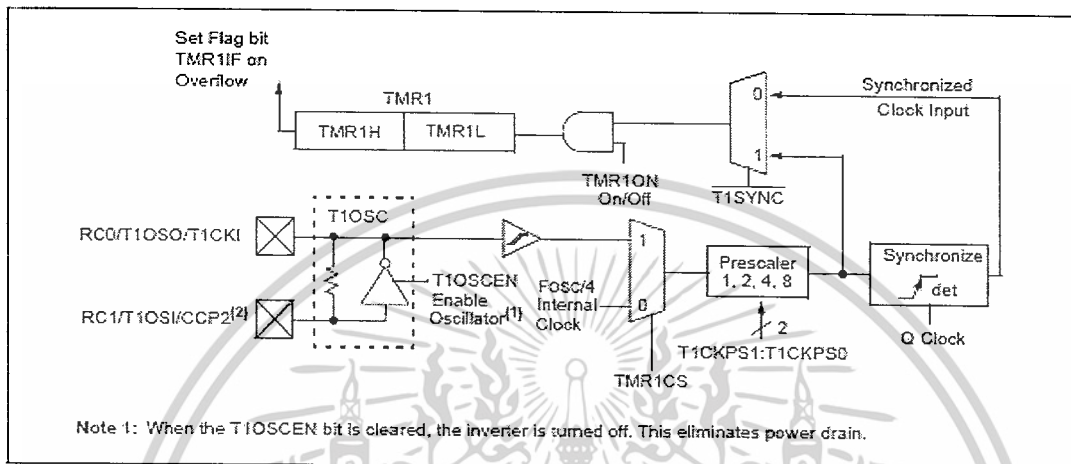 Set Flag bit
TMR1IF on
Overflow
TMR1
TMR1H
TMR1L
0
1
Synchronized
Clock Input
TMR1ON
On/Off
T1SYNC
T1OSC
RC0/T1OSO/T1CKI
RC1/T1OSI/CCP2(2)
T1OSCEN
Enable
Oscillator(1)
FOSC/4
Internal
Clock
1
0
TMR1CS
Prescaler
1, 2, 4, 8
2
T1CKPS1:T1CKPS0
Synchronize
det
Q Clock
Note 1: When the T1OSCEN bit is cleared, the inverter is turned off. This eliminates power drain.